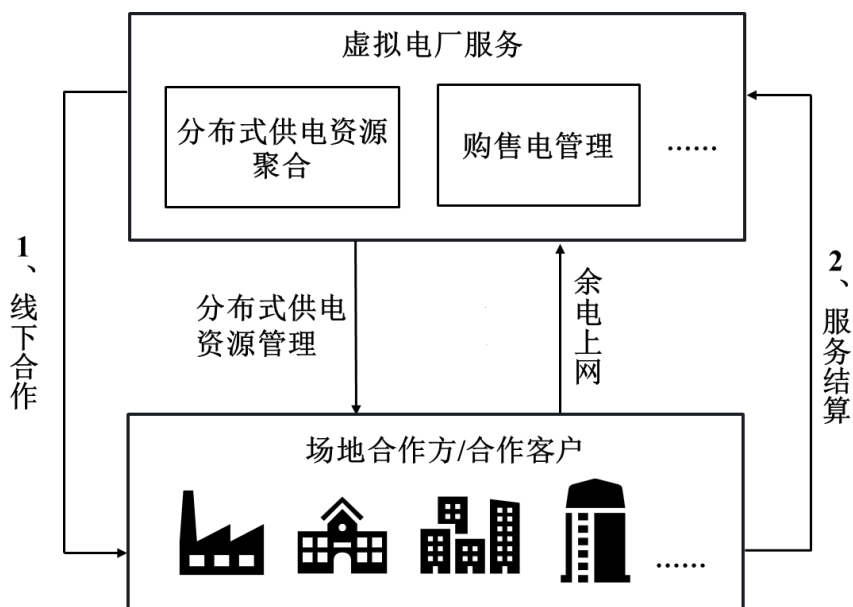 虚拟电厂服务
分布式供电资源
聚合
购售电管理
……
1、线下合作
分布式供电
资源管理
余电上网
2、服务结算
场地合作方/合作客户
……